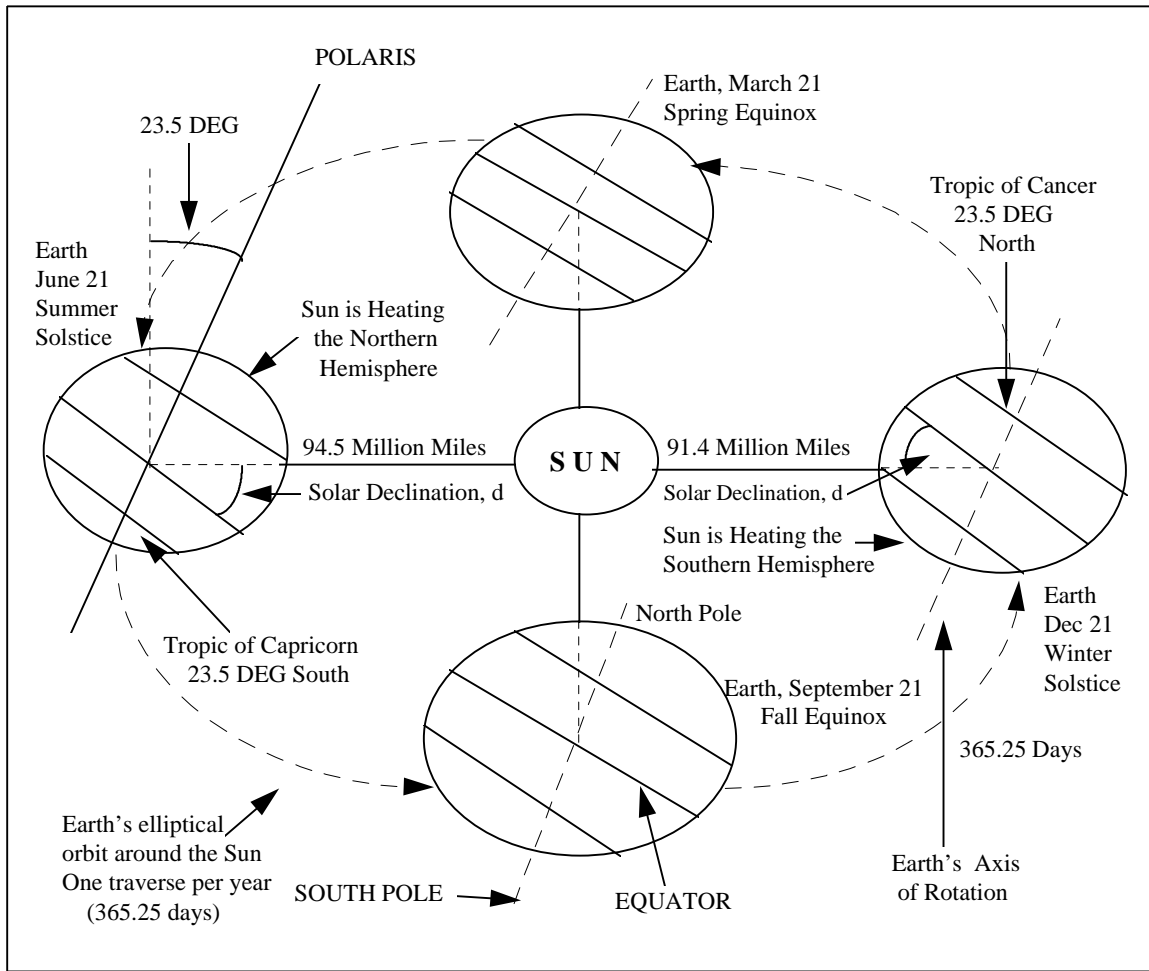 POLARIS
23.5 DEG
Earth, March 21
Spring Equinox
Tropic of Cancer
23.5 DEG
North
Earth
June 21
Summer
Solstice
Sun is Heating
the Northern
Hemisphere
94.5 Million Miles
SUN
91.4 Million Miles
Solar Declination, d
Solar Declination, d
Sun is Heating the
Southern Hemisphere
Earth
Dec 21
Winter
Solstice
North Pole
Tropic of Capricorn
23.5 DEG South
Earth, September 21
Fall Equinox
365.25 Days
Earth's elliptical
orbit around the Sun
One traverse per year
(365.25 days)
SOUTH POLE
EQUATOR
Earth's Axis
of Rotation